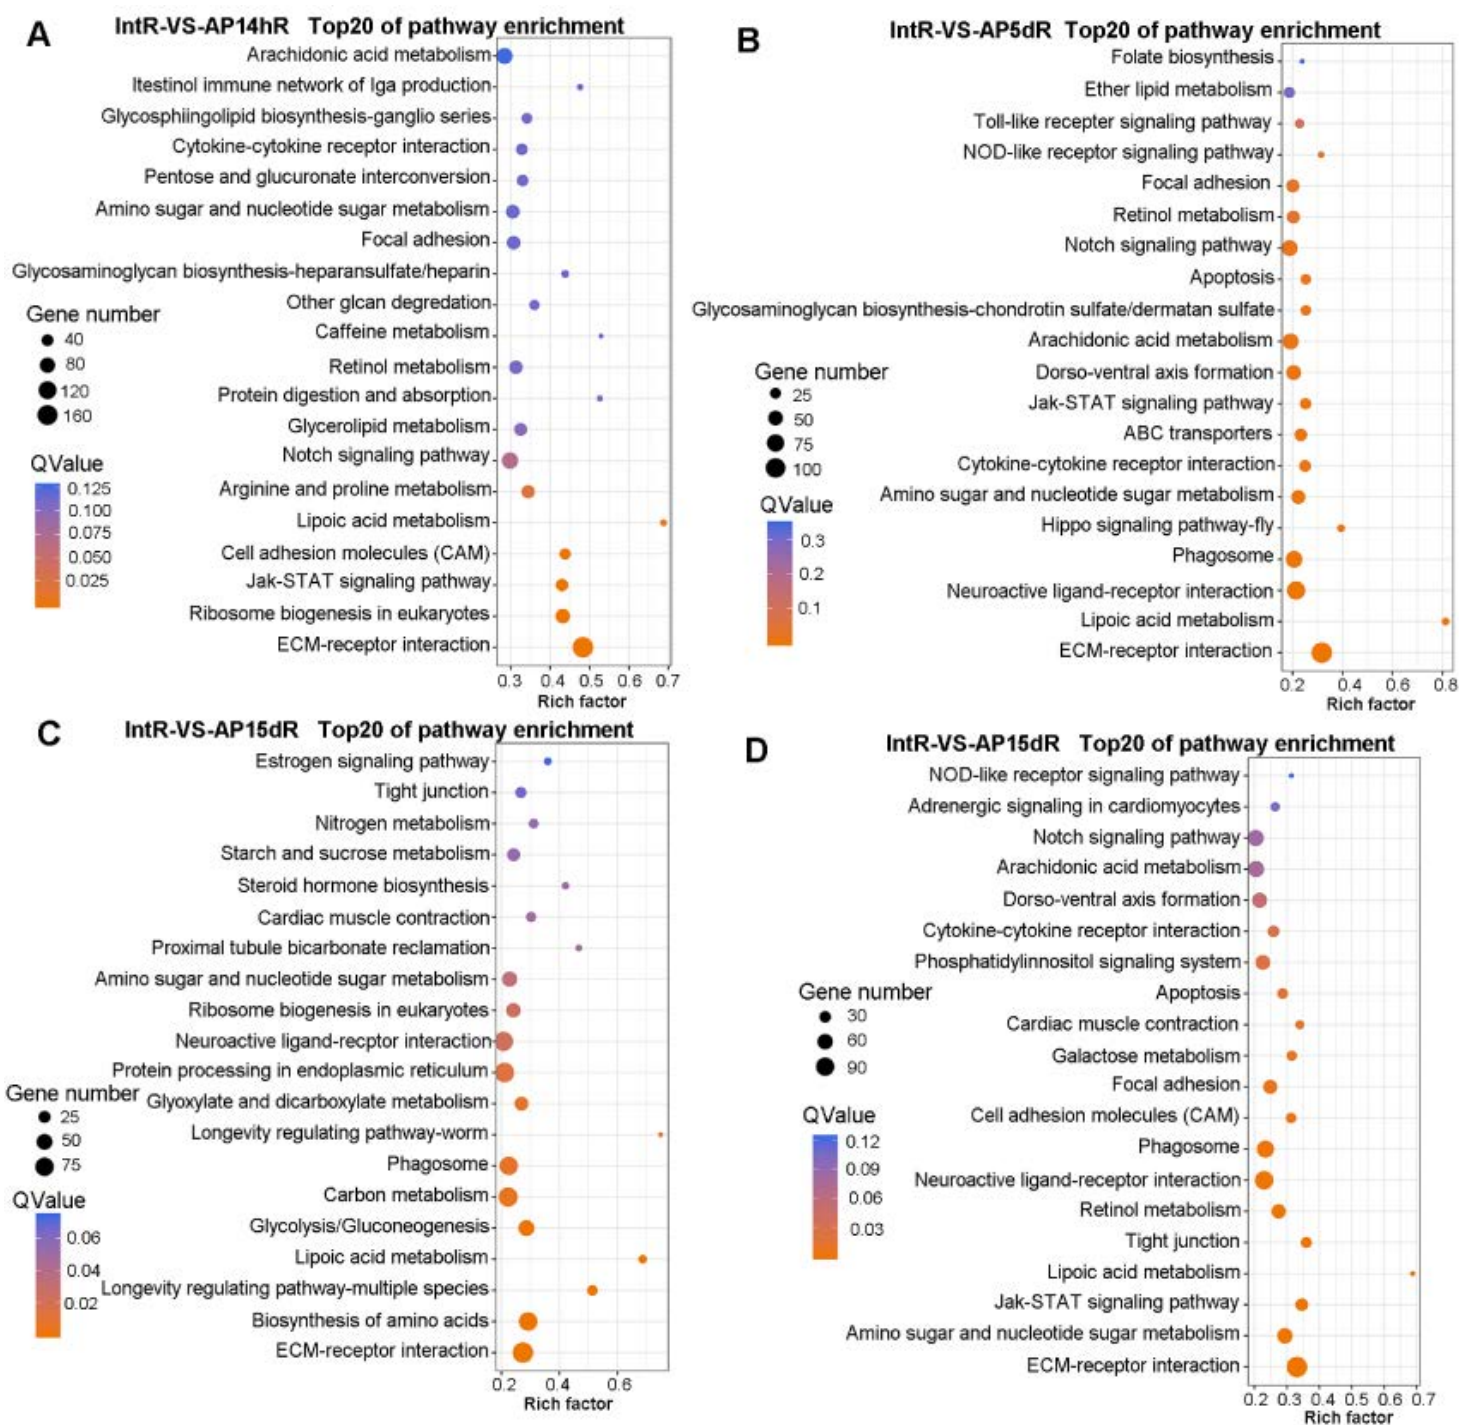 A
IntR-VS-AP14hR Top20 of pathway enrichment
Arachidonic acid metabolism
Itestinol immune network of Iga production
Glycosphiingolipid biosynthesis-ganglio series
Cytokine-cytokine receptor interaction
Pentose and glucuronate interconversion
Amino sugar and nucleotide sugar metabolism
Focal adhesion
Glycosaminoglycan biosynthesis-heparansulfate/heparin
Other glcan degredation
Caffeine metabolism
Retinol metabolism
Protein digestion and absorption
Glycerolipid metabolism
Notch signaling pathway
Arginine and proline metabolism
Lipoic acid metabolism
Cell adhesion molecules (CAM)
Jak-STAT signaling pathway
Ribosome biogenesis in eukaryotes
ECM-receptor interaction
Gene number
40
80
120
160
QValue
0.125
0.100
0.075
0.050
0.025
0.3 0.4 0.5 0.6 0.7
Rich factor
B
IntR-VS-AP5dR Top20 of pathway enrichment
Folate biosynthesis
Ether lipid metabolism
Toll-like recepter signaling pathway
NOD-like receptor signaling pathway
Focal adhesion
Retinol metabolism
Notch signaling pathway
Apoptosis
Glycosaminoglycan biosynthesis-chondrotin sulfate/dermatan sulfate
Arachidonic acid metabolism
Dorso-ventral axis formation
Jak-STAT signaling pathway
ABC transporters
Cytokine-cytokine receptor interaction
Amino sugar and nucleotide sugar metabolism
Hippo signaling pathway-fly
Phagosome
Neuroactive ligand-receptor interaction
Lipoic acid metabolism
ECM-receptor interaction
Gene number
25
50
75
100
QValue
0.3
0.2
0.1
0.2 0.4 0.6 0.8
Rich factor
C
IntR-VS-AP15dR Top20 of pathway enrichment
Estrogen signaling pathway
Tight junction
Nitrogen metabolism
Starch and sucrose metabolism
Steroid hormone biosynthesis
Cardiac muscle contraction
Proximal tubule bicarbonate reclamation
Amino sugar and nucleotide sugar metabolism
Ribosome biogenesis in eukaryotes
Neuroactive ligand-recptor interaction
Protein processing in endoplasmic reticulum
Glyoxylate and dicarboxylate metabolism
Longevity regulating pathway-worm
Phagosome
Carbon metabolism
Glycolysis/Gluconeogenesis
Lipoic acid metabolism
Longevity regulating pathway-multiple species
Biosynthesis of amino acids
ECM-receptor interaction
Gene number
25
50
75
QValue
0.06
0.04
0.02
0.2 0.4 0.6
Rich factor
D
IntR-VS-AP15dR Top20 of pathway enrichment
NOD-like receptor signaling pathway
Adrenergic signaling in cardiomyocytes
Notch signaling pathway
Arachidonic acid metabolism
Dorso-ventral axis formation
Cytokine-cytokine receptor interaction
Phosphatidylinnositol signaling system
Apoptosis
Cardiac muscle contraction
Galactose metabolism
Focal adhesion
Cell adhesion molecules (CAM)
Phagosome
Neuroactive ligand-receptor interaction
Retinol metabolism
Tight junction
Lipoic acid metabolism
Jak-STAT signaling pathway
Amino sugar and nucleotide sugar metabolism
ECM-receptor interaction
Gene number
30
60
90
QValue
0.12
0.09
0.06
0.03
0.2 0.3 0.4 0.5 0.6 0.7
Rich factor